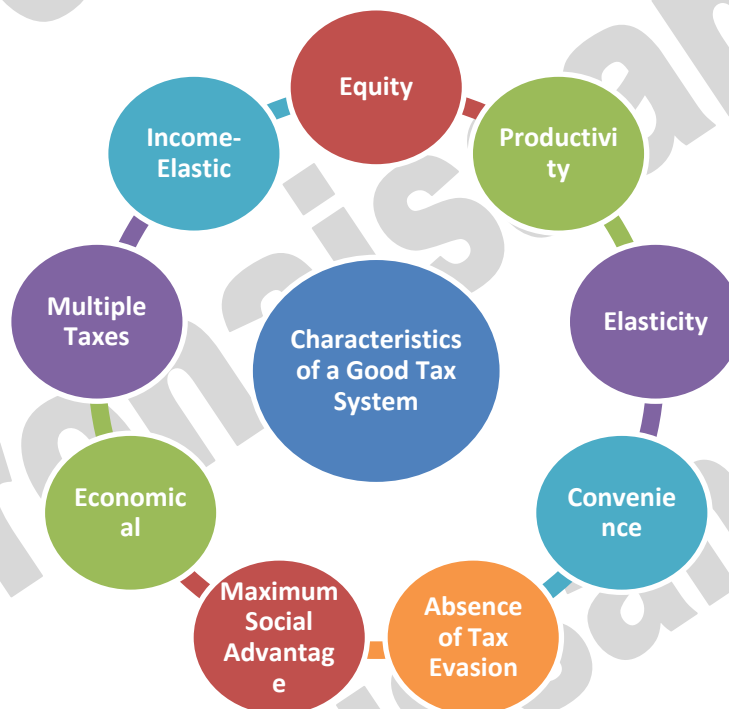 Equity
Productivi
ty
Elasticity
Convenie
nce
Absence
of Tax
Evasion
Maximum
Social
Advantag
e
Economic
al
Multiple
Taxes
Income-
Elastic
Characteristics
of a Good Tax
System